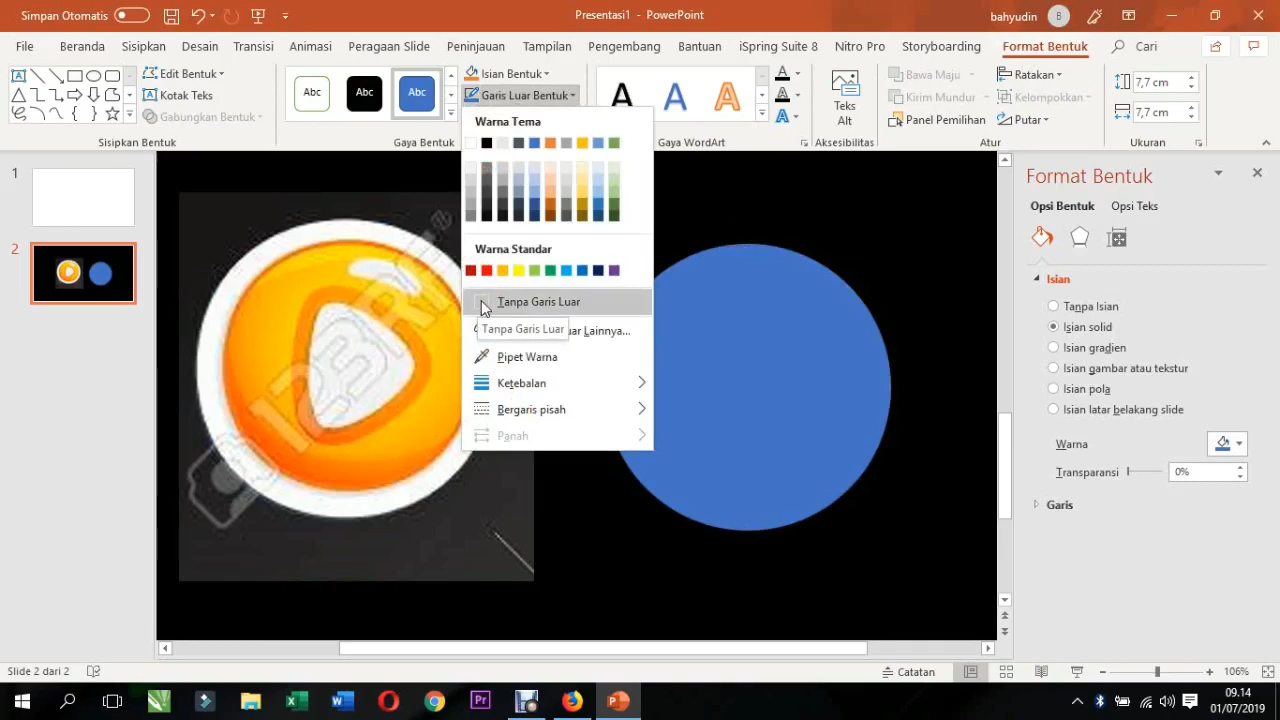 Simpan Otomatis
Presentasi1 - PowerPoint
bahyudin
B
File
Beranda
Sisipkan
Desain
Transisi
Animasi
Peragaan Slide
Peninjauan
Tampilan
Pengembang
Bantuan
iSpring Suite 8
Nitro Pro
Storyboarding
Format Bentuk
Cari
Edit Bentuk
Kotak Teks
Gabungkan Bentuk
Sisipkan Bentuk
Abc
Abc
Abc
Gaya Bentuk
Isian Bentuk
Garis Luar Bentuk
A
A
A
Gaya WordArt
A
A
A
Teks
Alt
Aksesibilitas
Bawa Maju
Kirim Mundur
Panel Pemilihan
Ratakan
Kelompokkan
Putar
Atur
7,7 cm
7,7 cm
Ukuran
Warna Tema
Warna Standar
Tanpa Garis Luar
Tanpa Garis Luar
uar Lainnya...
Pipet Warna
Ketebalan
Bergaris pisah
Panah
1
2
Format Bentuk
Opsi Bentuk
Opsi Teks
Isian
Tanpa Isian
Isian solid
Isian gradien
Isian gambar atau tekstur
Isian pola
Isian latar belakang slide
Warna
Transparansi
0%
Garis
Slide 2 dari 2
Catatan
106%
09.14
01/07/2019